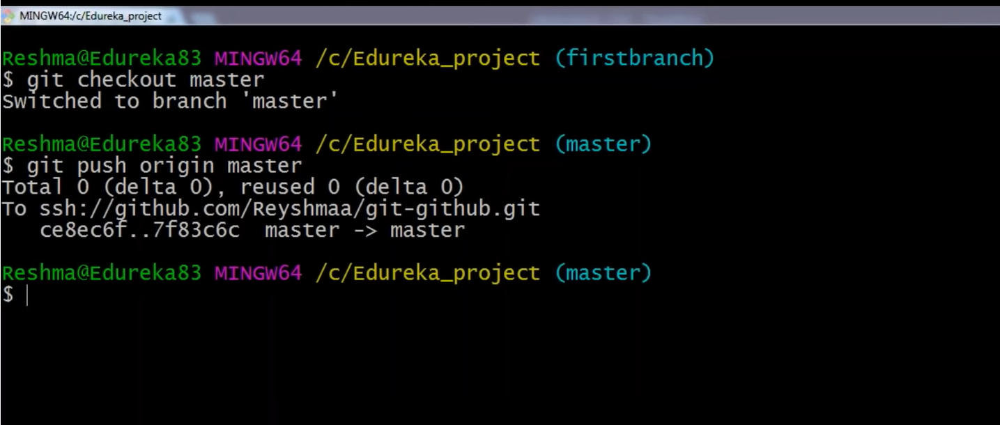 MINGW64:/c/Edureka_project
Reshma@Edureka83 MINGW64 /c/Edureka_project (firstbranch)
$ git checkout master
Switched to branch 'master'
Reshma@Edureka83 MINGW64 /c/Edureka_project (master)
$ git push origin master
Total 0 (delta 0), reused 0 (delta 0)
To ssh://github.com/Reyshmaa/git-github.git
   ce8ec6f..7f83c6c  master -> master
Reshma@Edureka83 MINGW64 /c/Edureka_project (master)
$